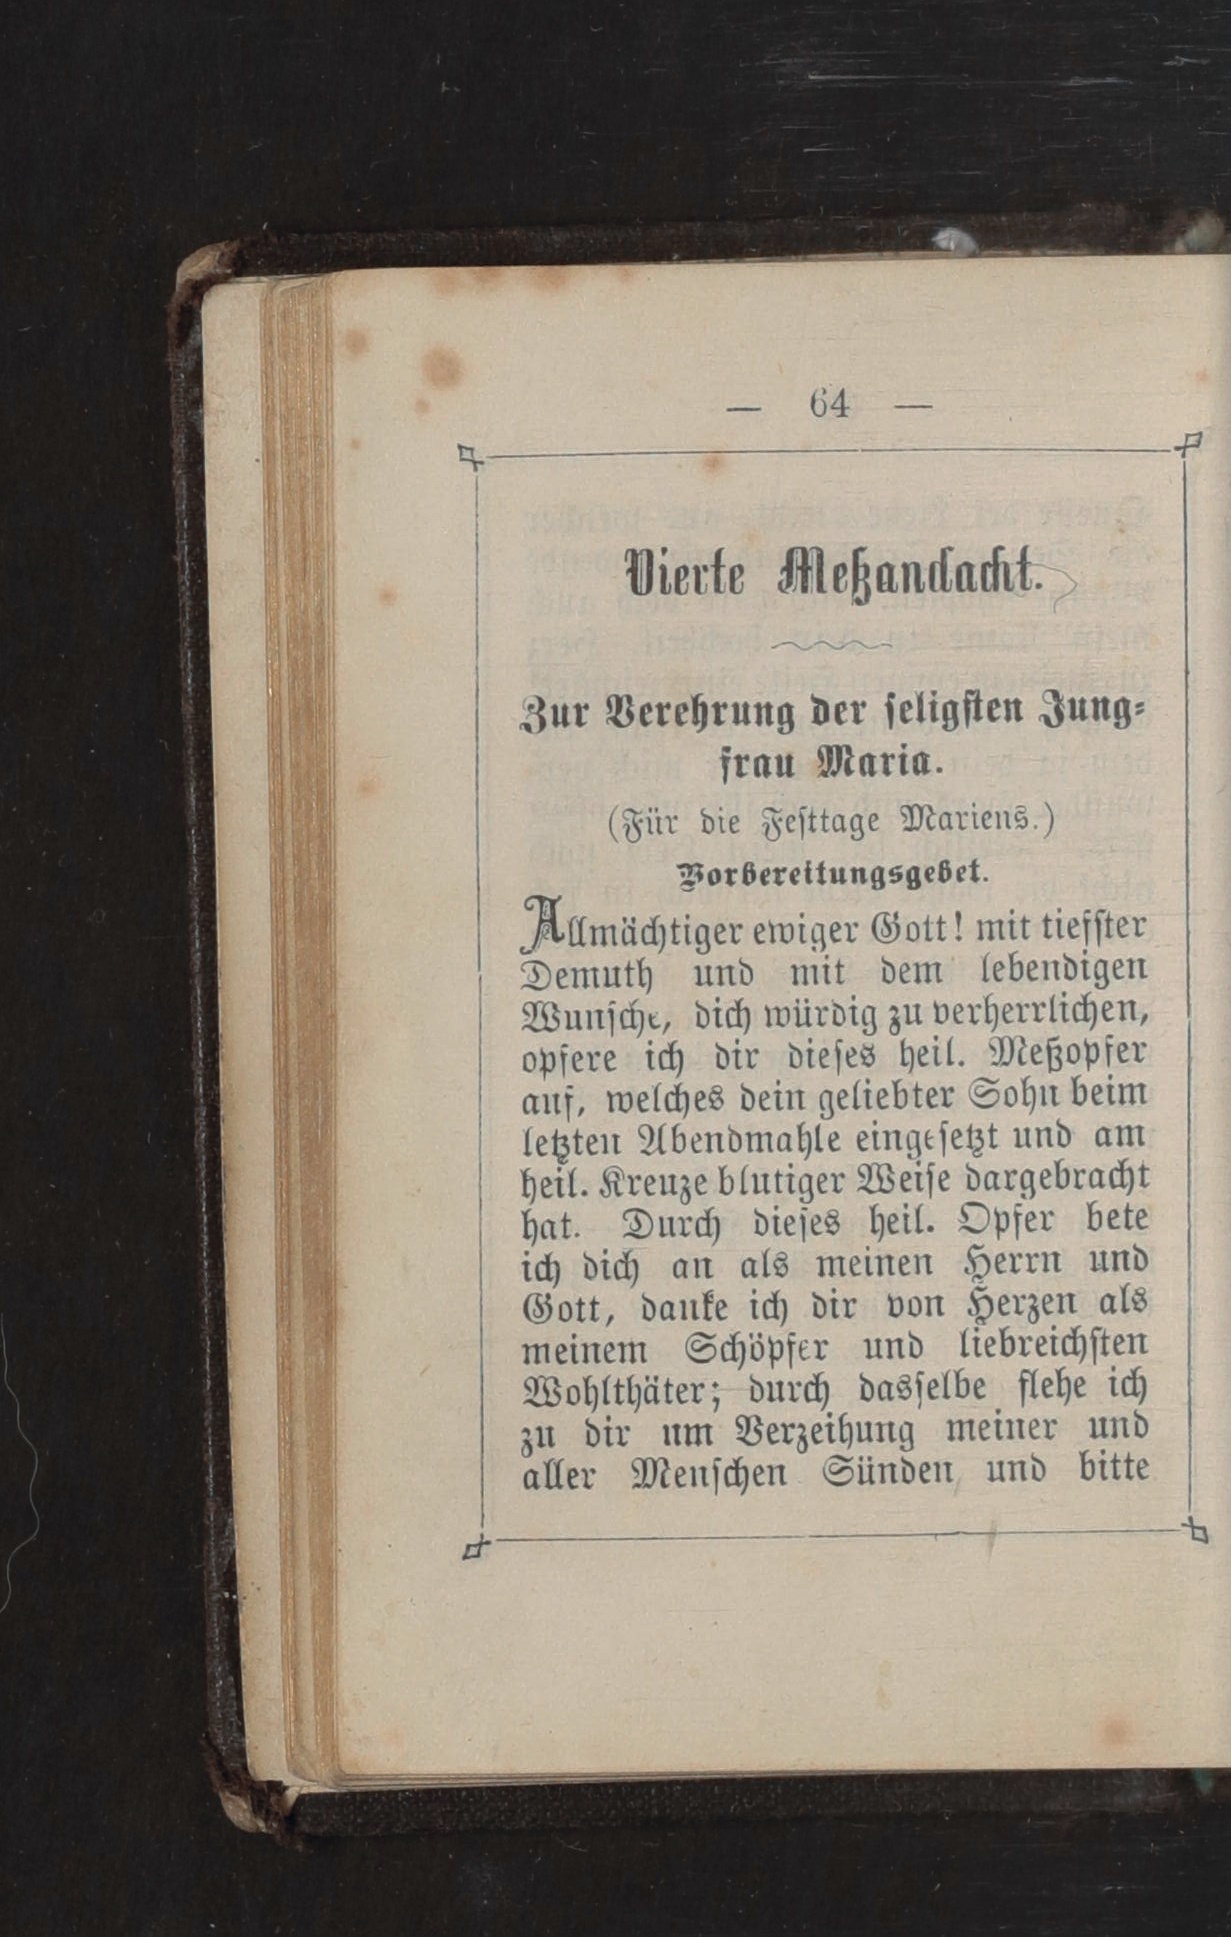 — 64 —
Vierte Meßandacht.
Zur Verehrung der seligsten Jung-
frau Maria.
(Für die Festtage Mariens.)
Vorbereitungsgebet.
Allmächtiger ewiger Gott! mit tiefster
Demuth und mit dem lebendigen
Wunsche, dich würdig zu verherrlichen,
opfere ich dir dieses heil. Meßopfer
auf, welches dein geliebter Sohn beim
letzten Abendmahle eingesetzt und am
heil. Kreuze blutiger Weise dargebracht
hat. Durch dieses heil. Opfer bete
ich dich an als meinen Herrn und
Gott, danke ich dir von Herzen als
meinem Schöpfer und liebreichsten
Wohlthäter; durch dasselbe flehe ich
zu dir um Verzeihung meiner und
aller Menschen Sünden, und bitte